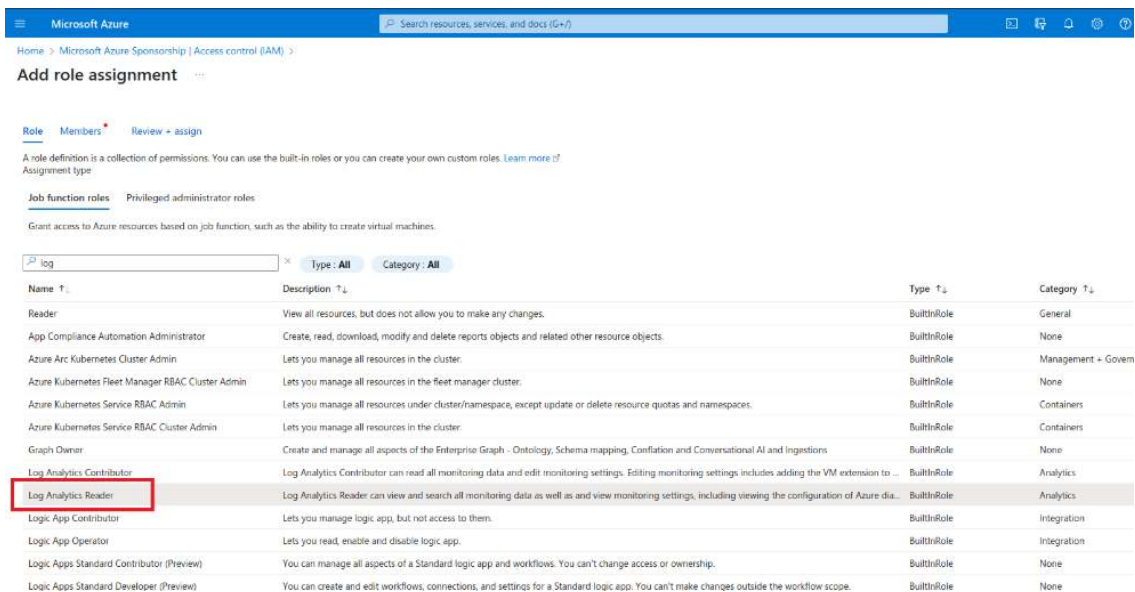 Microsoft Azure
Search resources, services, and docs (G+/)
Home > Microsoft Azure Sponsorship | Access control (IAM) >
Add role assignment ...
Role Members Review + assign
A role definition is a collection of permissions. You can use the built-in roles or you can create your own custom roles. Learn more
Assignment type
Job function roles Privileged administrator roles
Grant access to Azure resources based on job function, such as the ability to create virtual machines.
log Type : All Category : All
Name Description Type Category
Reader View all resources, but does not allow you to make any changes. BuiltInRole General
App Compliance Automation Administrator Create, read, download, modify and delete reports objects and related other resource objects. BuiltInRole None
Azure Arc Kubernetes Cluster Admin Lets you manage all resources in the cluster. BuiltInRole Management + Govern
Azure Kubernetes Fleet Manager RBAC Cluster Admin Lets you manage all resources in the fleet manager cluster. BuiltInRole None
Azure Kubernetes Service RBAC Admin Lets you manage all resources under cluster/namespace, except update or delete resource quotas and namespaces. BuiltInRole Containers
Azure Kubernetes Service RBAC Cluster Admin Lets you manage all resources in the cluster. BuiltInRole Containers
Graph Owner Create and manage all aspects of the Enterprise Graph - Ontology, Schema mapping, Conflation and Conversational AI and Ingestions BuiltInRole None
Log Analytics Contributor Log Analytics Contributor can read all monitoring data and edit monitoring settings. Editing monitoring settings includes adding the VM extension to ... BuiltInRole Analytics
Log Analytics Reader Log Analytics Reader can view and search all monitoring data as well as and view monitoring settings, including viewing the configuration of Azure dia... BuiltInRole Analytics
Logic App Contributor Lets you manage logic app, but not access to them. BuiltInRole Integration
Logic App Operator Lets you read, enable and disable logic app. BuiltInRole Integration
Logic Apps Standard Contributor (Preview) You can manage all aspects of a Standard logic app and workflows. You can't change access or ownership. BuiltInRole None
Logic Apps Standard Developer (Preview) You can create and edit workflows, connections, and settings for a Standard logic app. You can't make changes outside the workflow scope. BuiltInRole None